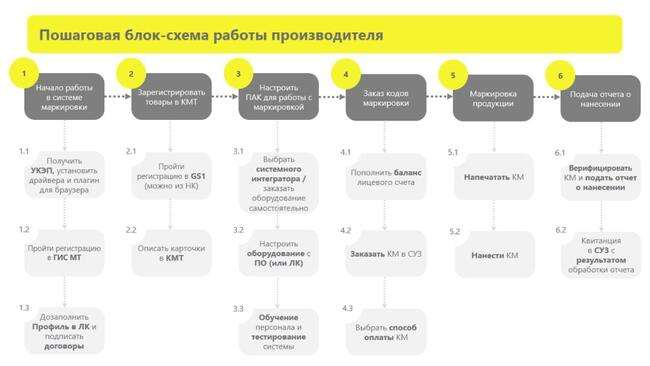 Пошаговая блок-схема работы производителя
1
Начало работы
в системе
маркировки
1.1
Получить
УКЭП, установить
драйвера и плагин
для браузера
1.2
Пройти регистрацию
в ГИС МТ
1.3
Дозаполнить
Профиль в ЛК и
подписать
договоры
2
Зарегистрировать
товары в КМТ
2.1
Пройти
регистрацию в GS1
(можно из НК)
2.2
Описать карточки
в КМТ
3
Настроить
ПАК для работы с
маркировкой
3.1
Выбрать
системного
интегратора /
заказать
оборудование
самостоятельно
3.2
Настроить
оборудование с
ПО (или ЛК)
3.3
Обучение
персонала и
тестирование
системы
4
Заказ кодов
маркировки
4.1
Пополнить баланс
лицевого счета
4.2
Заказать КМ в СУЗ
4.3
Выбрать способ
оплаты КМ
5
Маркировка
продукции
5.1
Напечатать КМ
5.2
Нанести КМ
6
Подача отчета о
нанесении
6.1
Верифицировать
КМ и подать отчет
о нанесении
6.2
Квитанция
в СУЗ с
результатом
обработки отчета